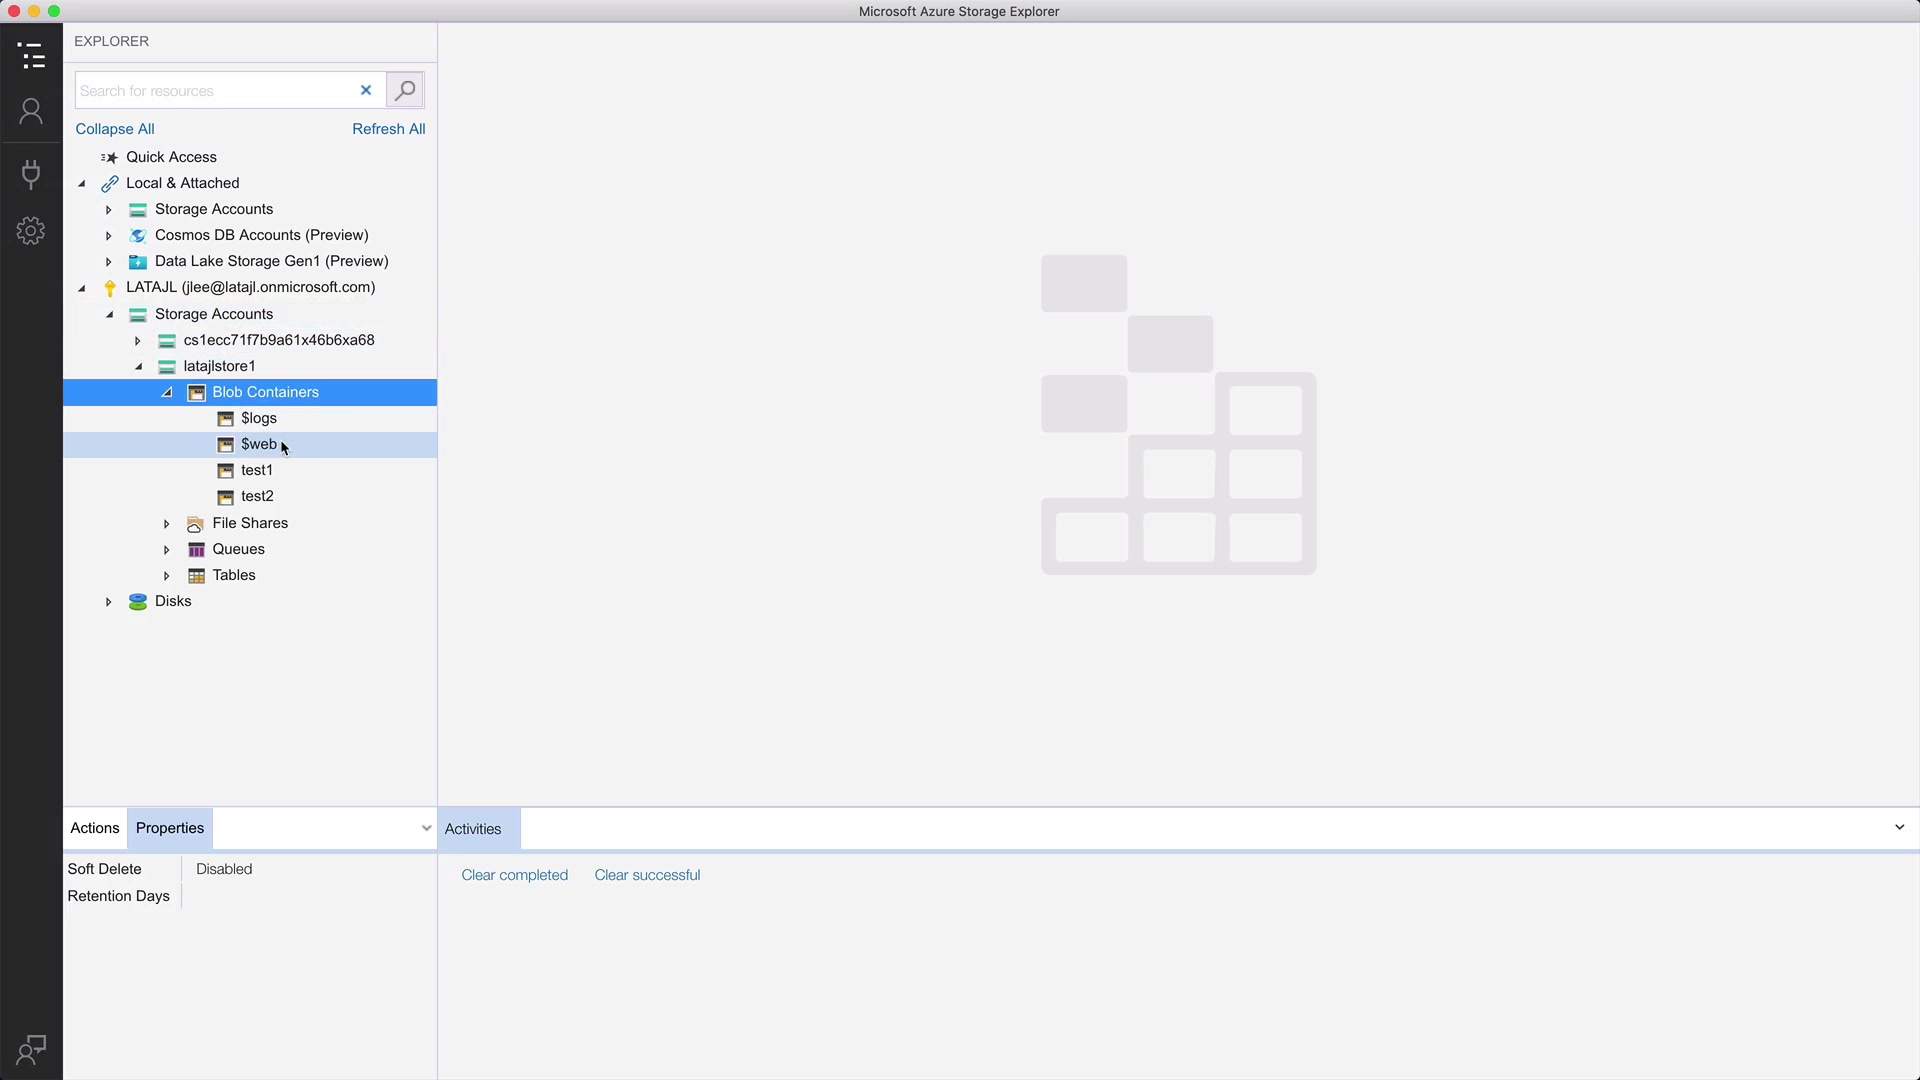 Microsoft Azure Storage Explorer
EXPLORER
Search for resources
Collapse All
Refresh All
Quick Access
Local & Attached
Storage Accounts
Cosmos DB Accounts (Preview)
Data Lake Storage Gen1 (Preview)
LATAJL (jlee@latajl.onmicrosoft.com)
Storage Accounts
cs1ecc71f7b9a61x46b6xa68
latajlstore1
Blob Containers
$logs
$web
test1
test2
File Shares
Queues
Tables
Disks
Actions
Properties
Activities
Soft Delete
Disabled
Clear completed
Clear successful
Retention Days